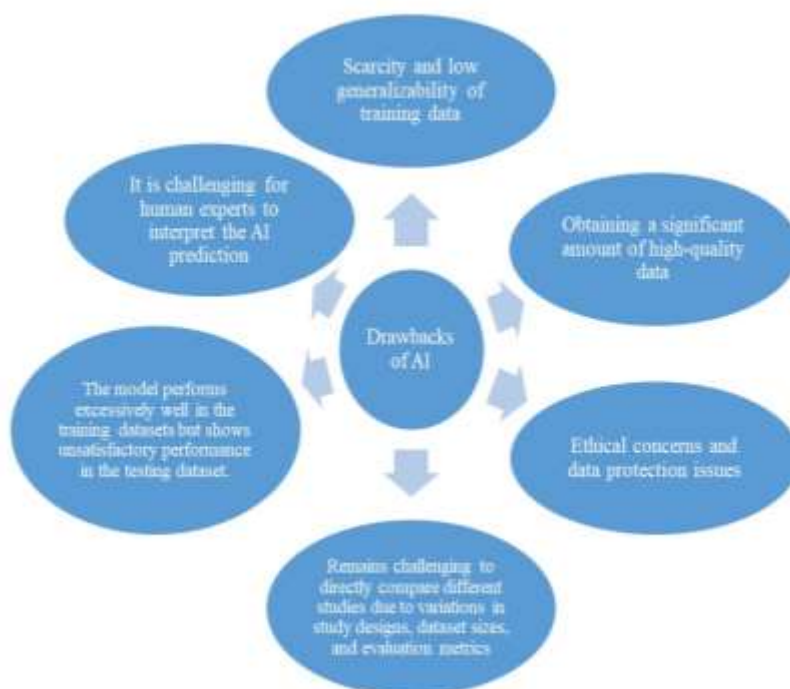 Scarcity and low
generalizability of
training data
It is challenging for
human experts to
interpret the AI
prediction
Obtaining a significant
amount of high-quality
data
Drawbacks
of AI
The model performs
excessively well in the
training datasets but shows
unsatisfactory performance
in the testing dataset.
Ethical concerns and
data protection issues
Remains challenging to
directly compare different
studies due to variations in
study designs, dataset sizes,
and evaluation metrics